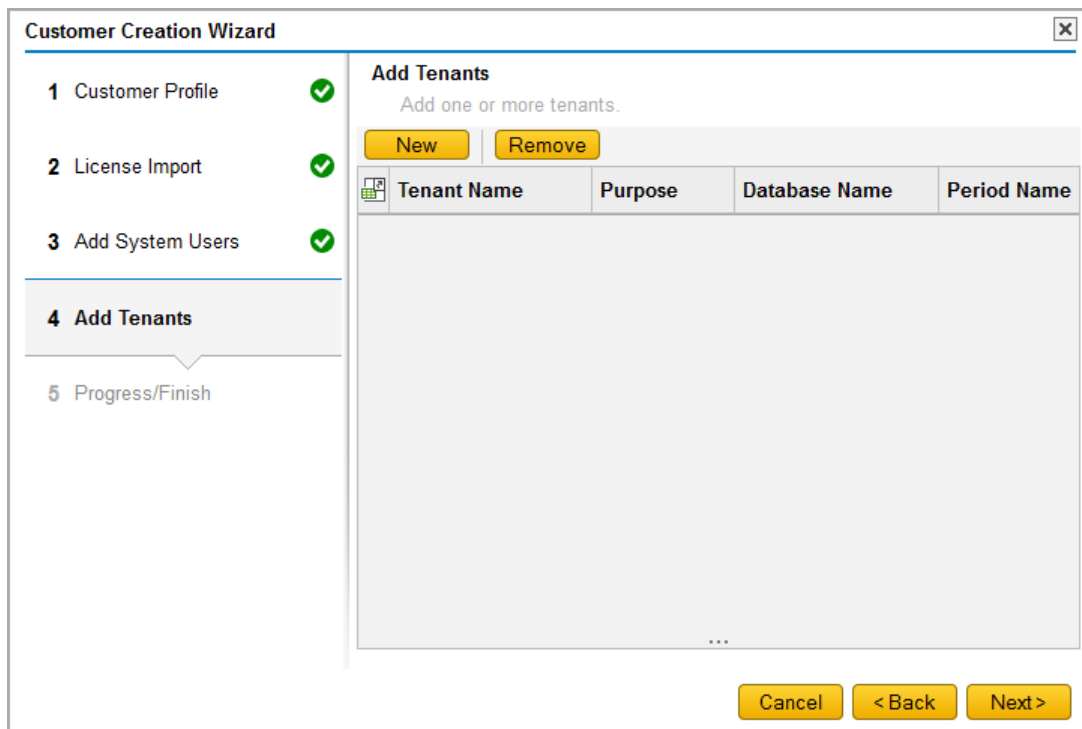 Customer Creation Wizard
1 Customer Profile
2 License Import
3 Add System Users
4 Add Tenants
5 Progress/Finish
Add Tenants
Add one or more tenants.
New Remove
Tenant Name Purpose Database Name Period Name
...
Cancel < Back Next >